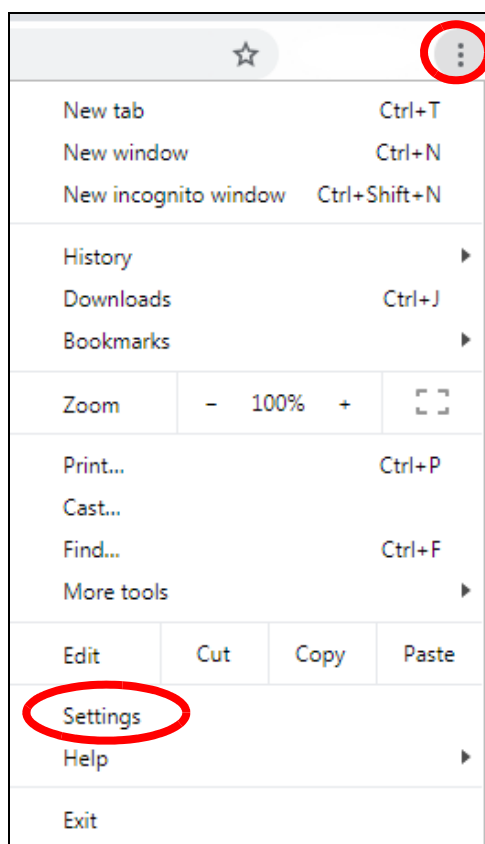 New tab Ctrl+T
New window Ctrl+N
New incognito window Ctrl+Shift+N
History
Downloads Ctrl+J
Bookmarks
Zoom - 100% +
Print... Ctrl+P
Cast...
Find... Ctrl+F
More tools
Edit Cut Copy Paste
Settings
Help
Exit